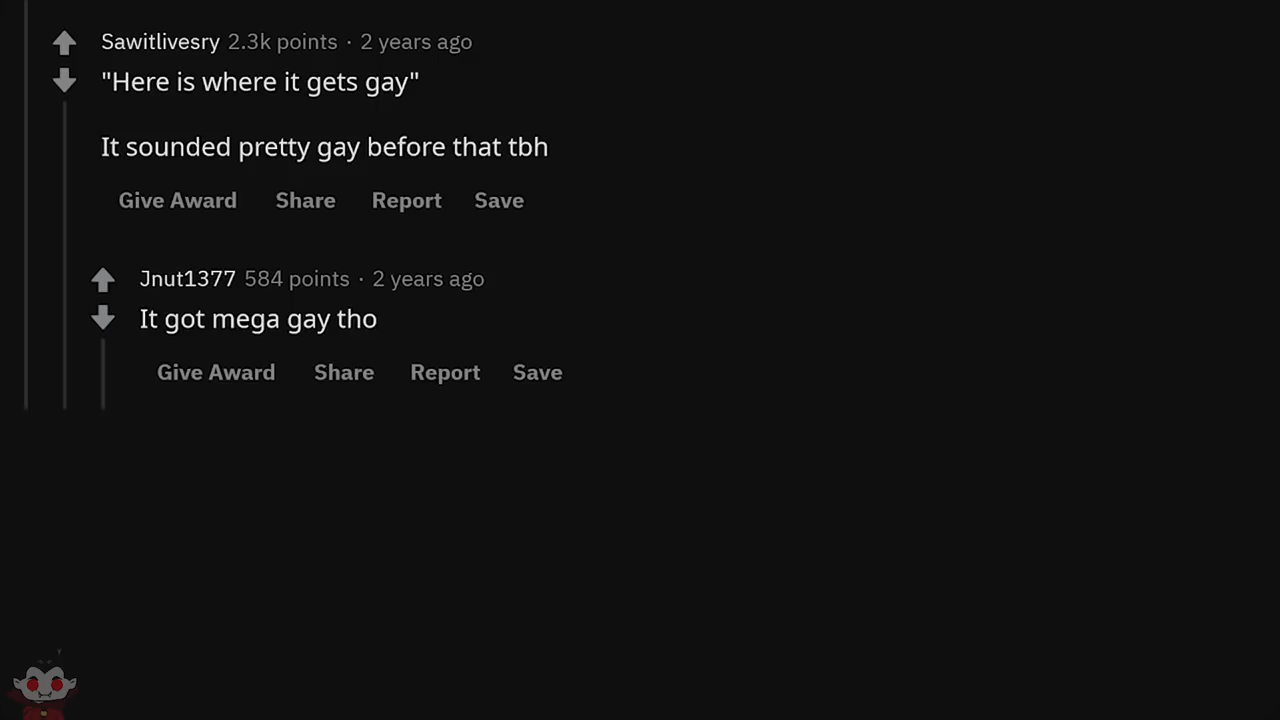 Sawitlivesry 2.3k points · 2 years ago
"Here is where it gets gay"
It sounded pretty gay before that tbh
Give Award Share Report Save
Jnut1377 584 points · 2 years ago
It got mega gay tho
Give Award Share Report Save